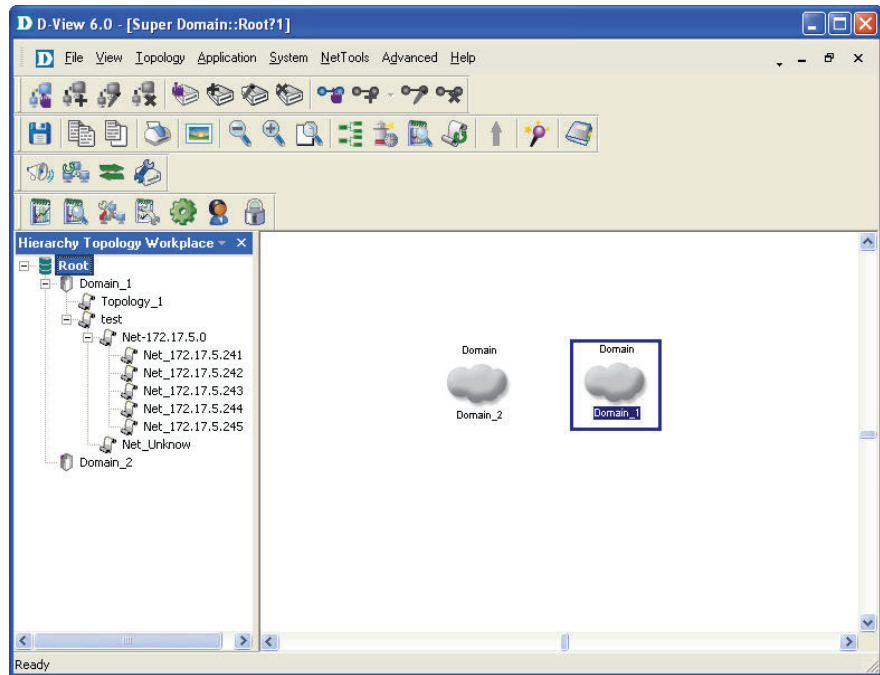 D-View 6.0 - [Super Domain::Root?1]
File View Topology Application System NetTools Advanced Help
Hierarchy Topology Workplace
Root
Domain_1
Topology_1
test
Net-172.17.5.0
Net_172.17.5.241
Net_172.17.5.242
Net_172.17.5.243
Net_172.17.5.244
Net_172.17.5.245
Net_Unknow
Domain_2
Domain
Domain_2
Domain
Domain_1
Ready